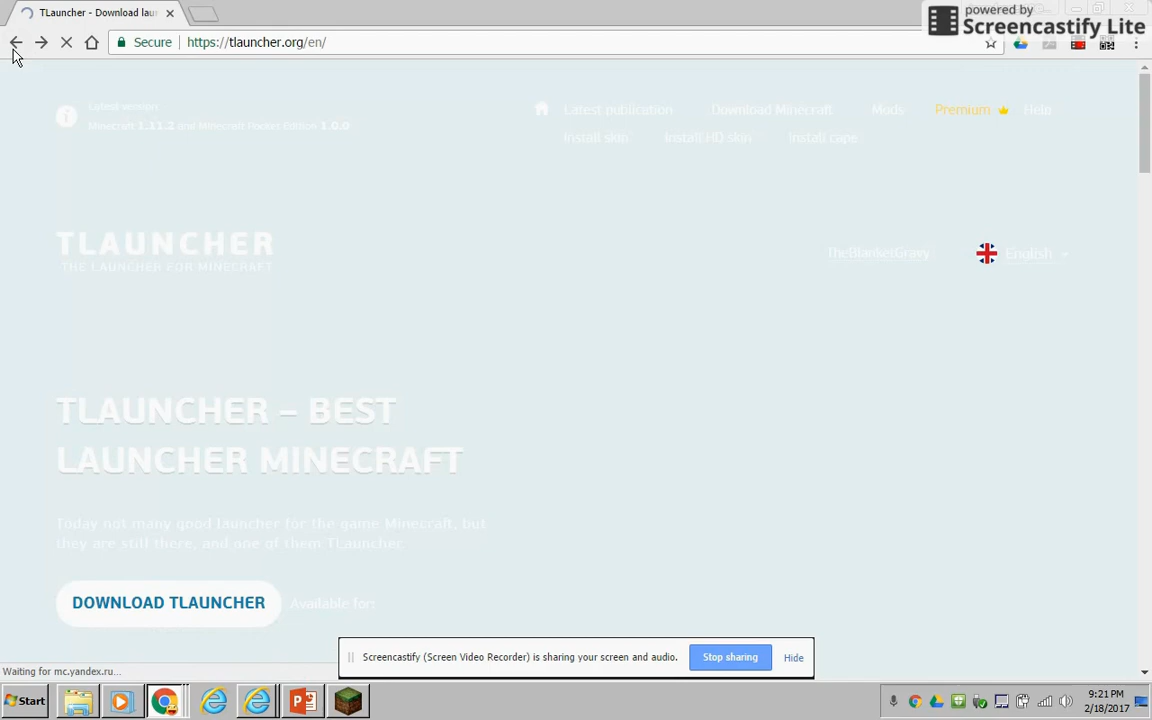 TLauncher - Download lau
powered by
Screencastify Lite
Secure https://tlauncher.org/en/
Latest version
Minecraft 1.11.2 and Minecraft Pocket Edition 1.0.0
Latest publication Download Minecraft Mods Premium Help
Install skin Install HD skin Install cape
TLAUNCHER
THE LAUNCHER FOR MINECRAFT
TheBlanketGravy English
TLAUNCHER – BEST
LAUNCHER MINECRAFT
Today not many good launcher for the game Minecraft, but
they are still there, and one of them TLauncher.
DOWNLOAD TLAUNCHER Available for:
Screencastify (Screen Video Recorder) is sharing your screen and audio. Stop sharing Hide
Waiting for mc.yandex.ru...
Start
9:21 PM
2/18/2017